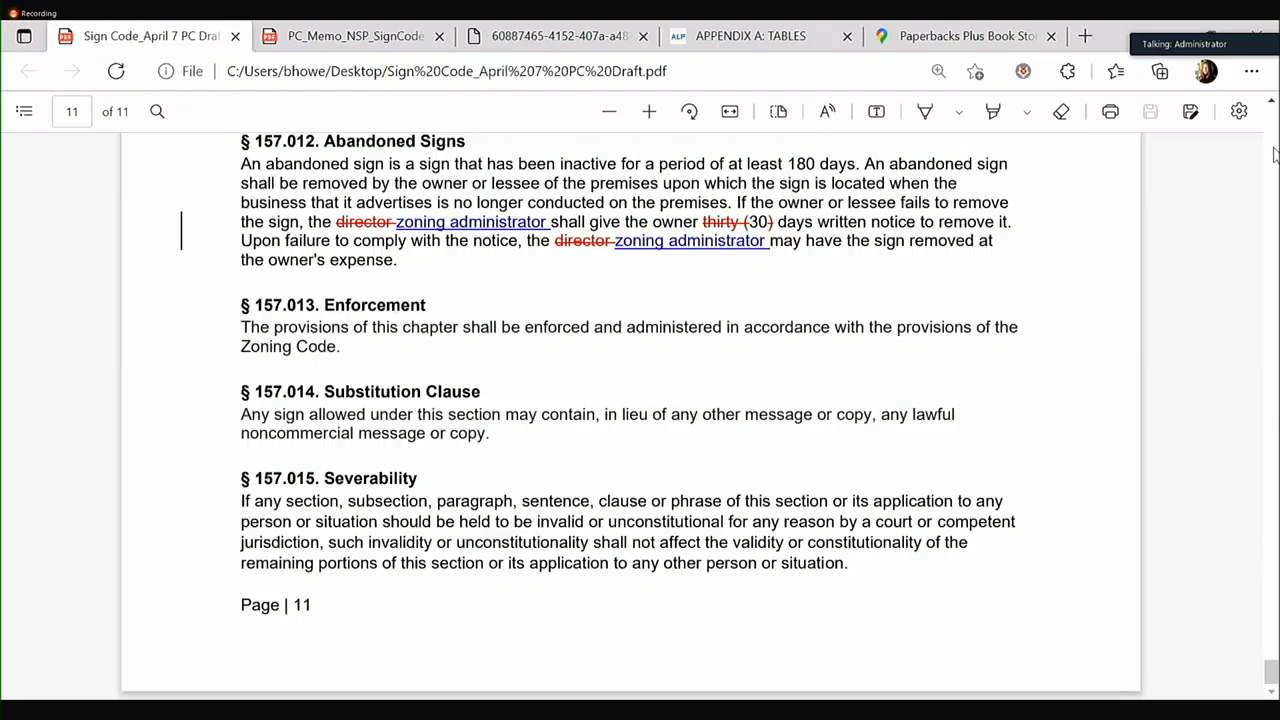 Recording
Sign Code_April 7 PC Draf
PC_Memo_NSP_SignCode
60887465-4152-407a-a48
ALP APPENDIX A: TABLES
Paperbacks Plus Book Stor
Talking: Administrator
File C:/Users/bhowe/Desktop/Sign%20Code_April%207%20PC%20Draft.pdf
11 of 11
§ 157.012. Abandoned Signs
An abandoned sign is a sign that has been inactive for a period of at least 180 days. An abandoned sign
shall be removed by the owner or lessee of the premises upon which the sign is located when the
business that it advertises is no longer conducted on the premises. If the owner or lessee fails to remove
the sign, the director zoning administrator shall give the owner thirty (30) days written notice to remove it.
Upon failure to comply with the notice, the director zoning administrator may have the sign removed at
the owner's expense.
§ 157.013. Enforcement
The provisions of this chapter shall be enforced and administered in accordance with the provisions of the
Zoning Code.
§ 157.014. Substitution Clause
Any sign allowed under this section may contain, in lieu of any other message or copy, any lawful
noncommercial message or copy.
§ 157.015. Severability
If any section, subsection, paragraph, sentence, clause or phrase of this section or its application to any
person or situation should be held to be invalid or unconstitutional for any reason by a court or competent
jurisdiction, such invalidity or unconstitutionality shall not affect the validity or constitutionality of the
remaining portions of this section or its application to any other person or situation.
Page | 11